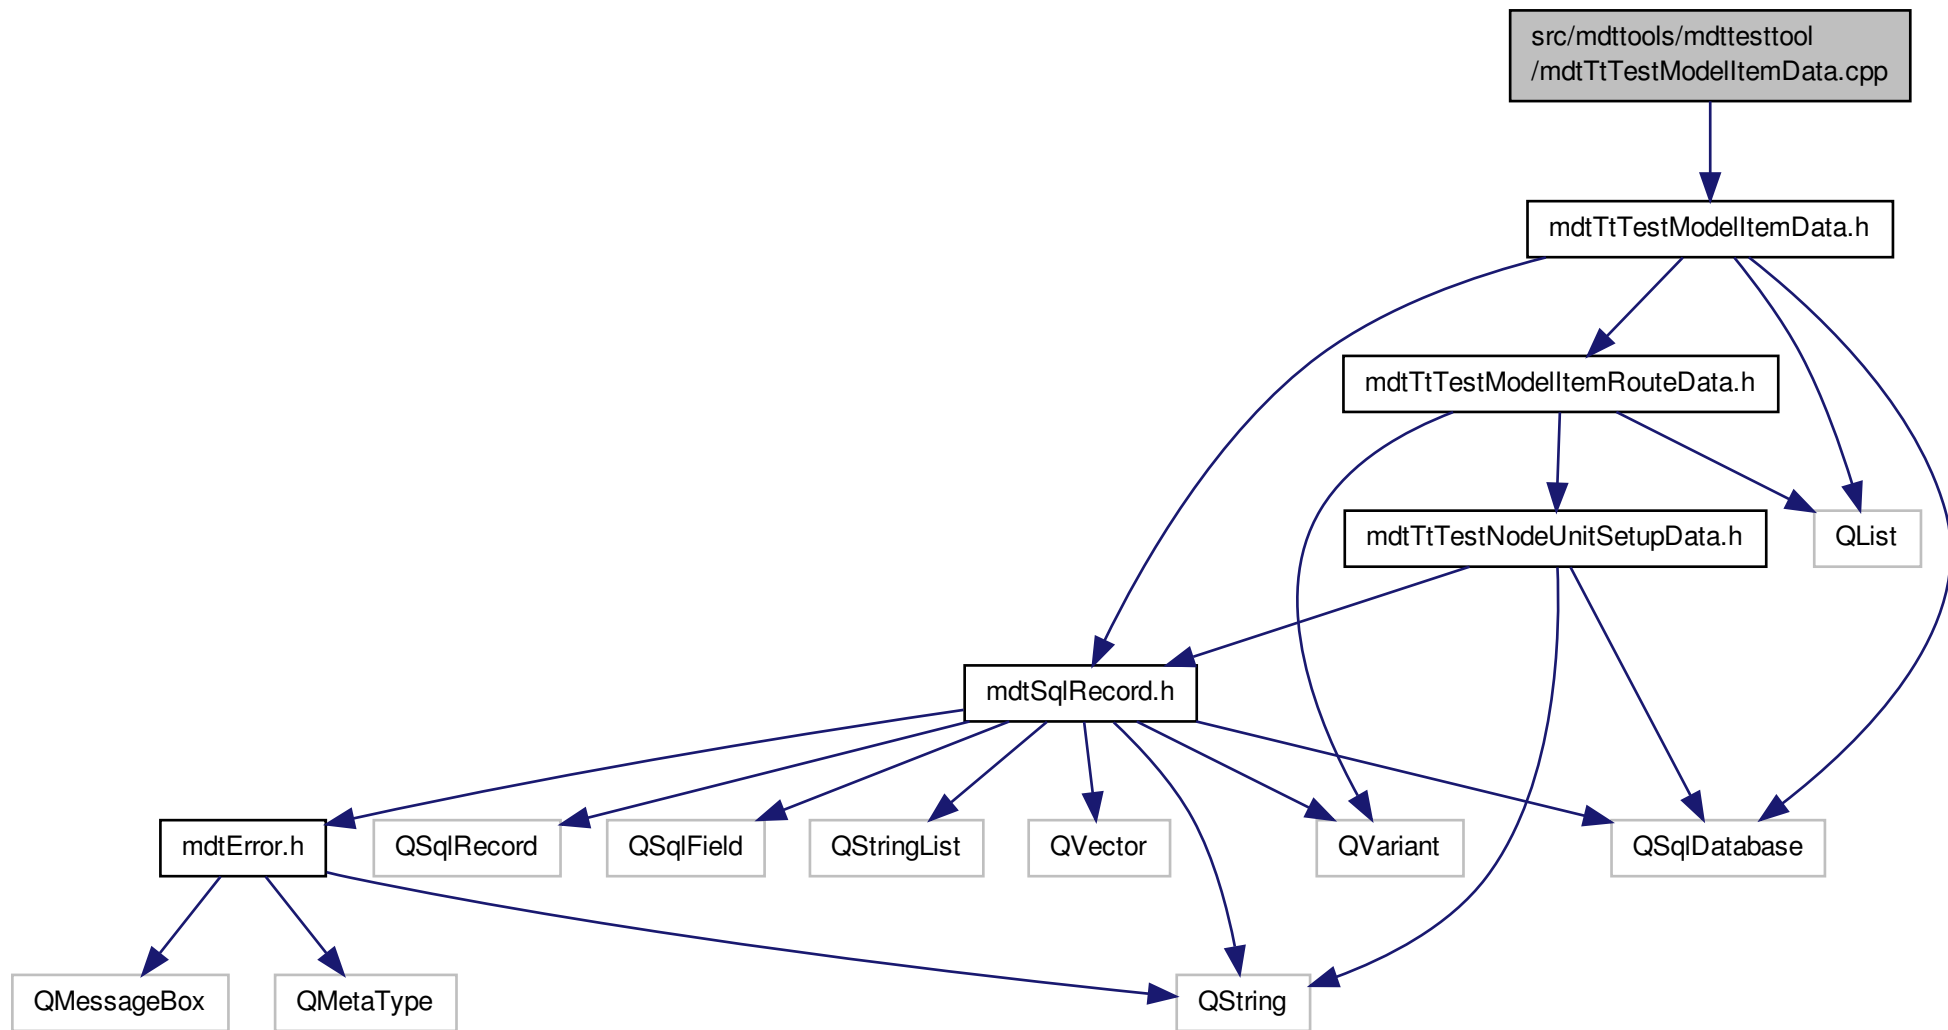 src/mdttools/mdttesttool
/mdtTtTestModelItemData.cpp
mdtTtTestModelItemData.h
mdtTtTestModelItemRouteData.h
mdtTtTestNodeUnitSetupData.h
QList
mdtSqlRecord.h
mdtError.h
QSqlRecord
QSqlField
QStringList
QVector
QVariant
QSqlDatabase
QMessageBox
QMetaType
QString